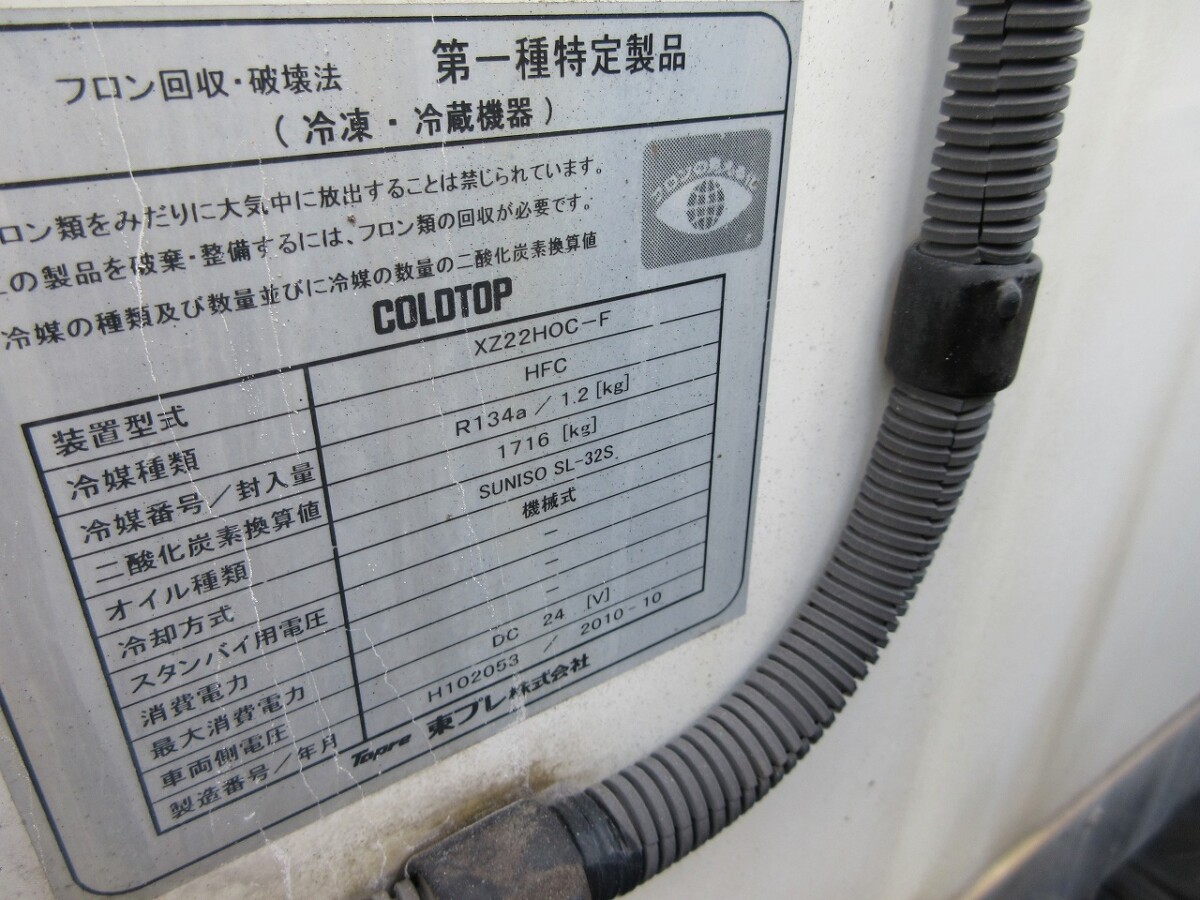 フロン回収・破壊法 第一種特定製品
(冷凍・冷蔵機器)
ロン類をみだりに大気中に放出することは禁じられています。
の製品を破棄・整備するには、フロン類の回収が必要です。
冷媒の種類及び数量並びに冷媒の数量の二酸化炭素換算値
フロンの見える化
COLDTOP
装置型式 XZ22HOC-F
冷媒種類 HFC
冷媒番号/封入量 R134a / 1.2 [kg]
二酸化炭素換算値 1716 [kg]
オイル種類 SUNISO SL-32S
冷却方式 機械式
スタンバイ用電圧 -
消費電力 -
最大消費電力 -
車両側電圧 DC 24 [V]
製造番号/年月 H102053 / 2010-10
Topre 東プレ株式会社